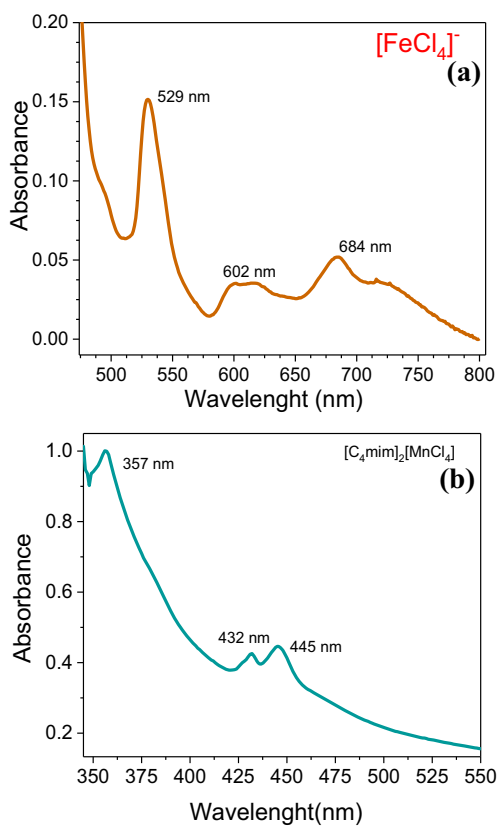 [FeCl₄]⁻
(a)
529 nm
602 nm
684 nm
Absorbance
0.20
0.15
0.10
0.05
0.00
500 550 600 650 700 750 800
Wavelenght (nm)
[C₄mim]₂[MnCl₄]
(b)
357 nm
432 nm
445 nm
Absorbance
1.0
0.8
0.6
0.4
0.2
350 375 400 425 450 475 500 525 550
Wavelenght(nm)